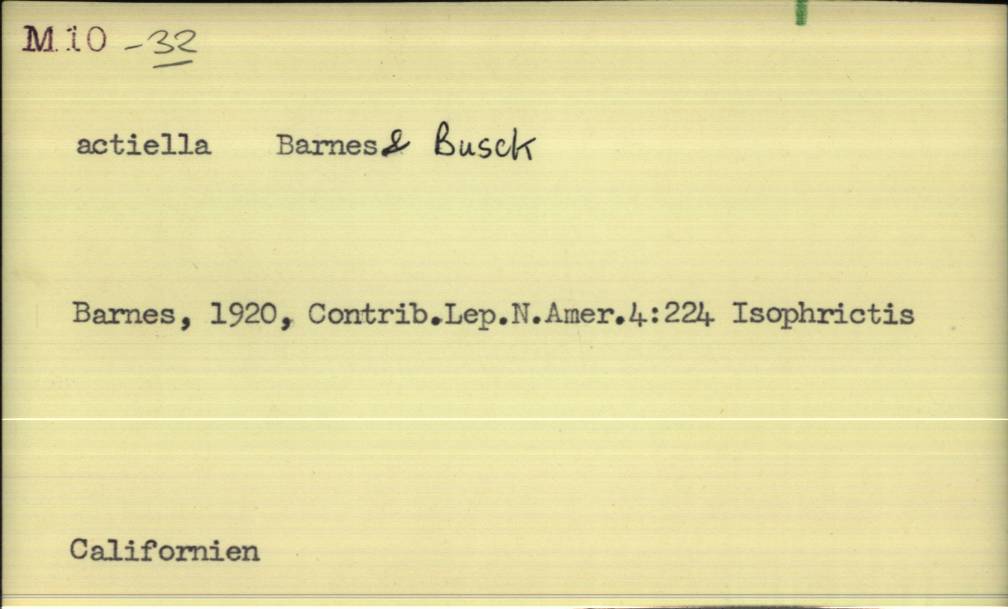 M.10 -32
actiella Barnes & Busck
Barnes, 1920, Contrib.Lep.N.Amer.4:224 Isophrictis
Californien